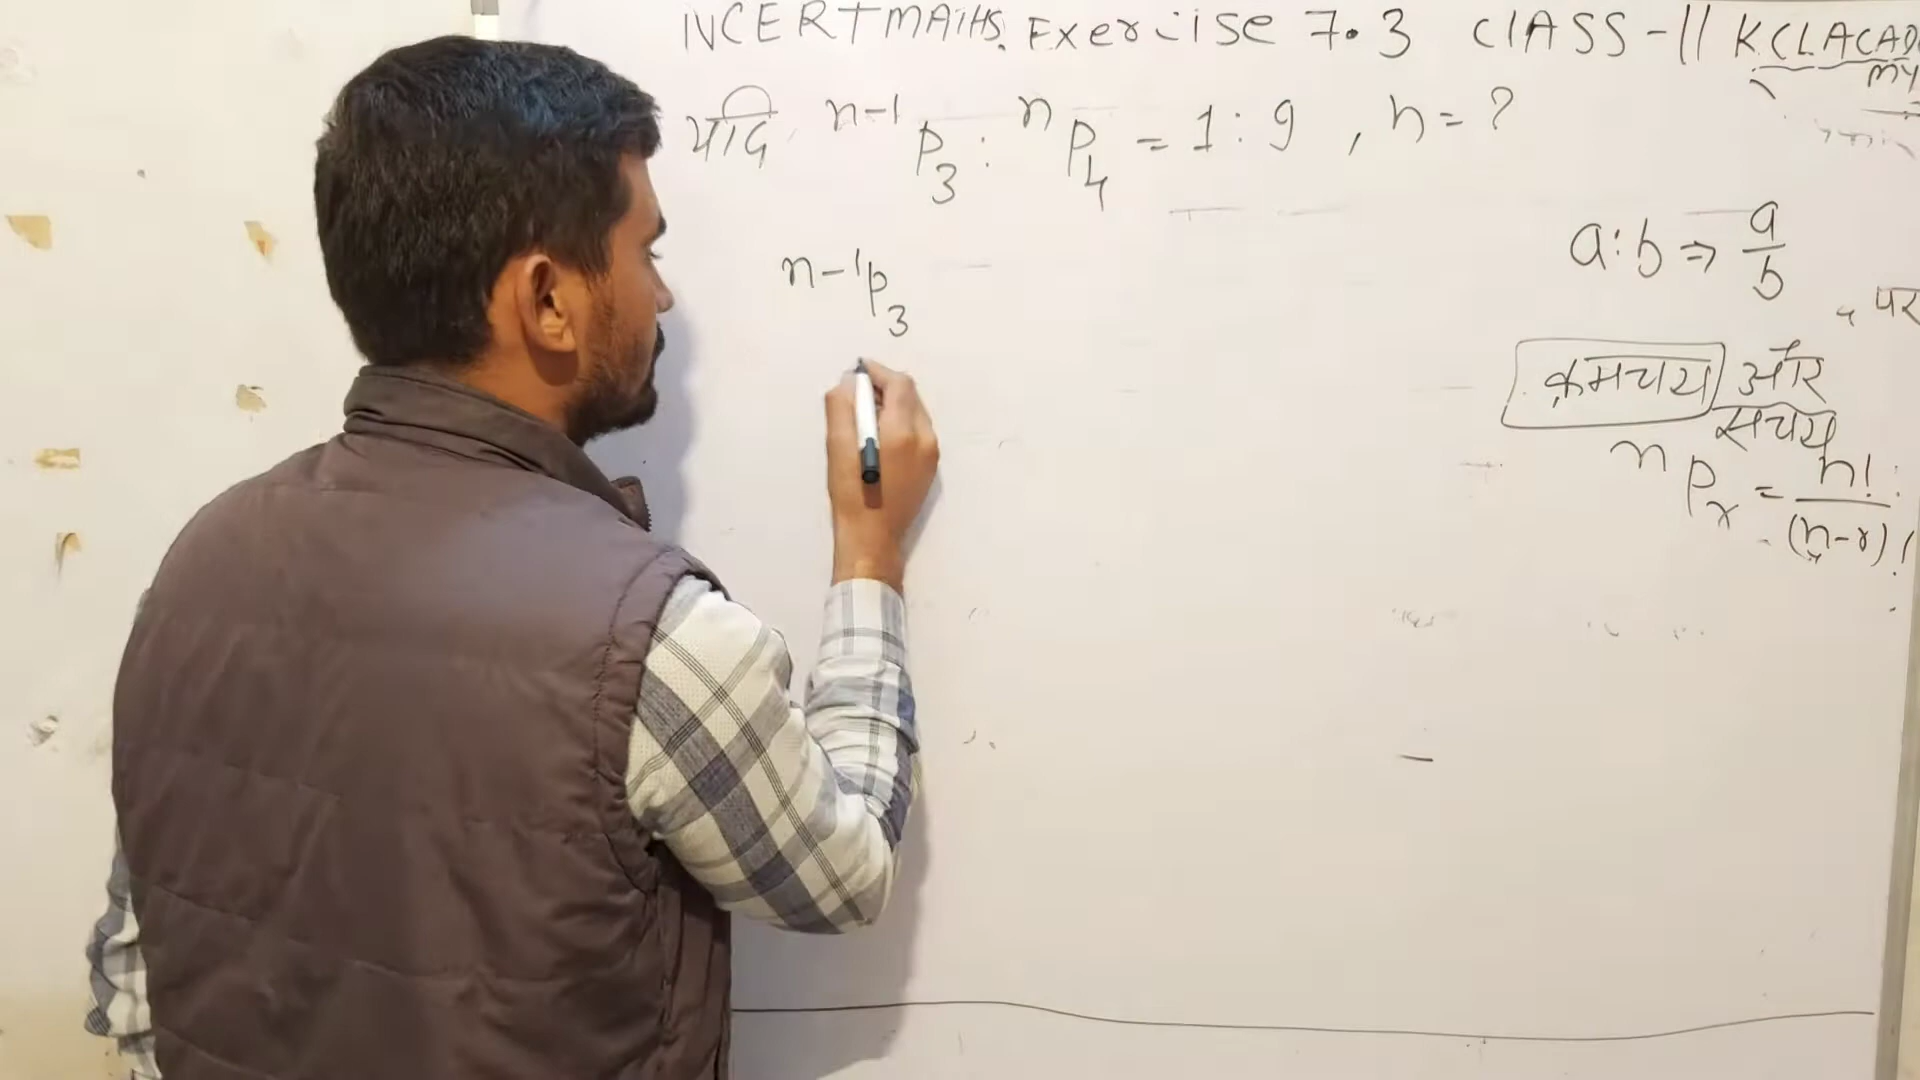 NCERT MATHS. Exercise 7.3 CLASS-11 KCLACAD
MY
यदि n-1P3 : nP4 = 1 : 9 , n = ?
a:b ⇒ a/b
n-1P3
, पर
क्रमचय और
संचय
nPr = n!/(n-r)!